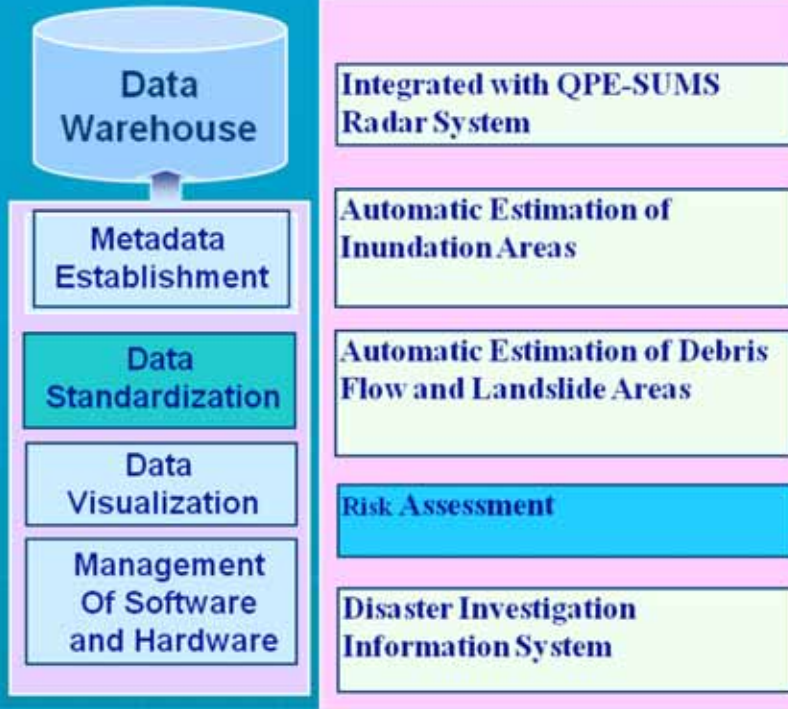 Data
Warehouse
Metadata
Establishment
Data
Standardization
Data
Visualization
Management
Of Software
and Hardware
Integrated with QPE-SUMS
Radar System
Automatic Estimation of
Inundation Areas
Automatic Estimation of Debris
Flow and Landslide Areas
Risk Assessment
Disaster Investigation
Information System